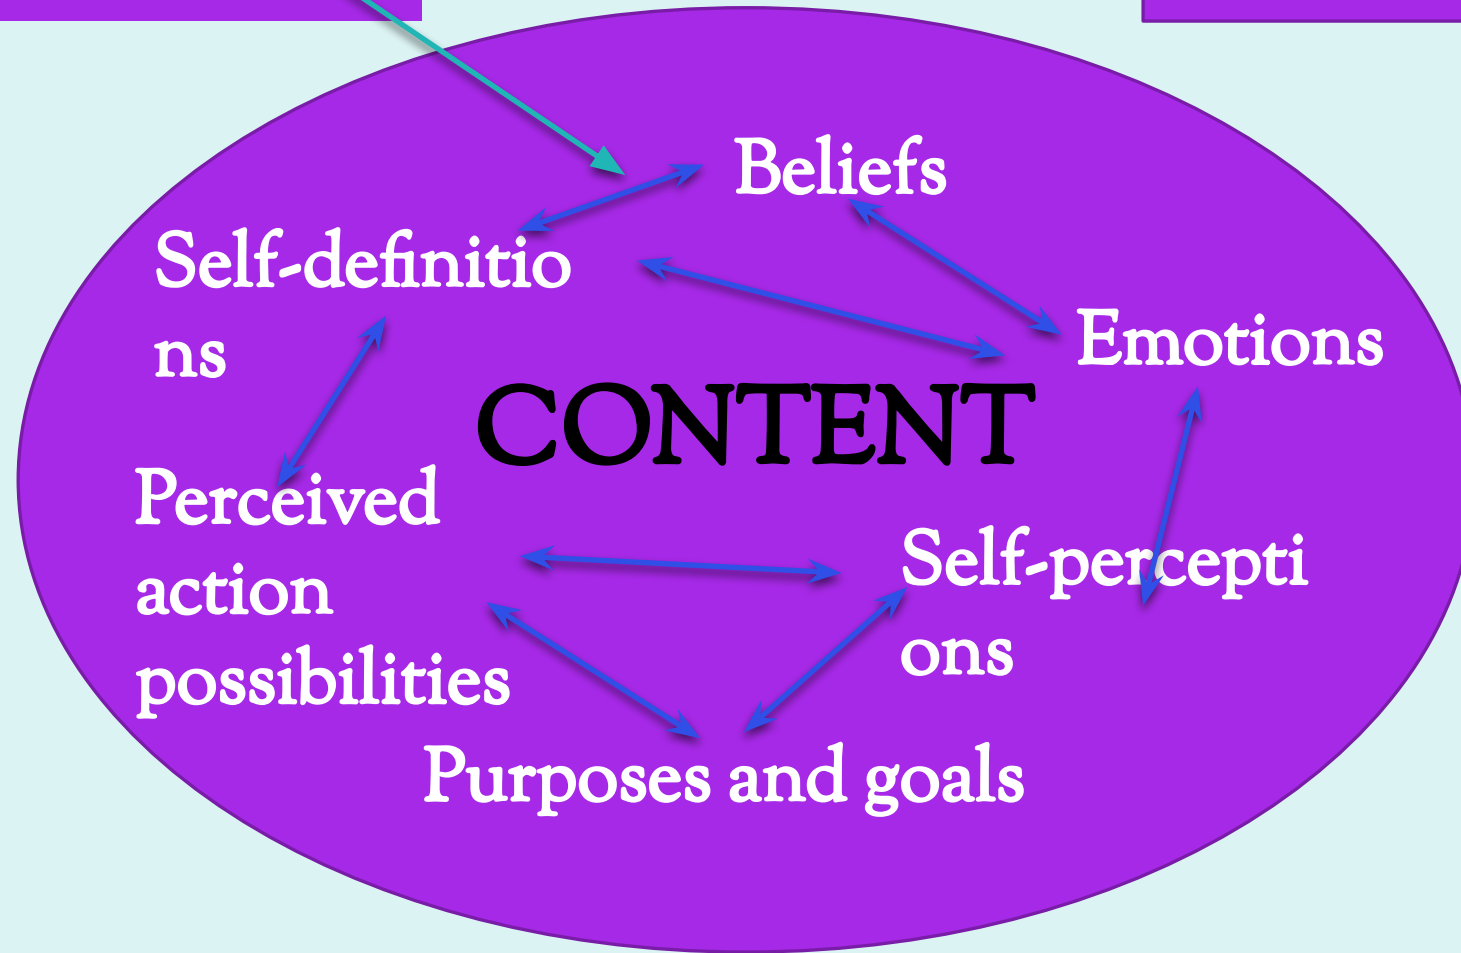 Beliefs
Self-definitio
ns
Emotions
CONTENT
Perceived
action
possibilities
Self-percepti
ons
Purposes and goals